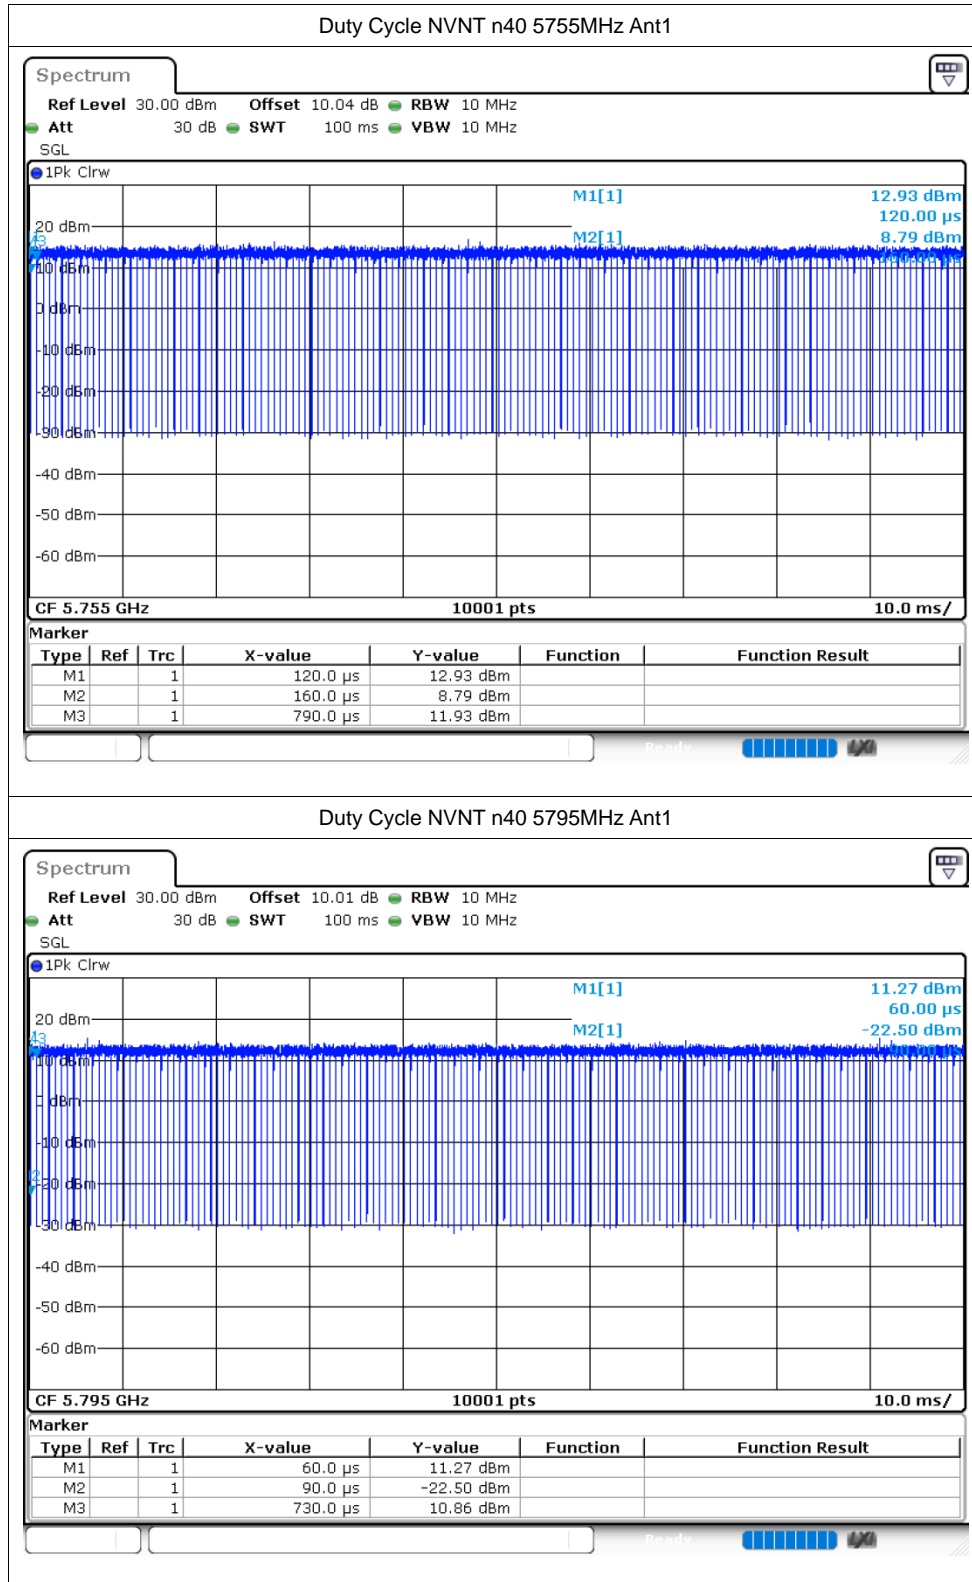 Duty Cycle NVNT n40 5755MHz Ant1
Spectrum
Ref Level 30.00 dBm Offset 10.04 dB RBW 10 MHz
Att 30 dB SWT 100 ms VBW 10 MHz
SGL
1Pk Clrw
M1[1] 12.93 dBm
120.00 µs
20 dBm
M2[1] 8.79 dBm
160.00 µs
10 dBm
0 dBm
-10 dBm
-20 dBm
-30 dBm
-40 dBm
-50 dBm
-60 dBm
CF 5.755 GHz 10001 pts 10.0 ms/
Marker
Type Ref Trc X-value Y-value Function Function Result
M1 1 120.0 µs 12.93 dBm
M2 1 160.0 µs 8.79 dBm
M3 1 790.0 µs 11.93 dBm
Ready LXI
Duty Cycle NVNT n40 5795MHz Ant1
Spectrum
Ref Level 30.00 dBm Offset 10.01 dB RBW 10 MHz
Att 30 dB SWT 100 ms VBW 10 MHz
SGL
1Pk Clrw
M1[1] 11.27 dBm
60.00 µs
20 dBm
M2[1] -22.50 dBm
90.00 µs
10 dBm
0 dBm
-10 dBm
-20 dBm
-30 dBm
-40 dBm
-50 dBm
-60 dBm
CF 5.795 GHz 10001 pts 10.0 ms/
Marker
Type Ref Trc X-value Y-value Function Function Result
M1 1 60.0 µs 11.27 dBm
M2 1 90.0 µs -22.50 dBm
M3 1 730.0 µs 10.86 dBm
Ready LXI